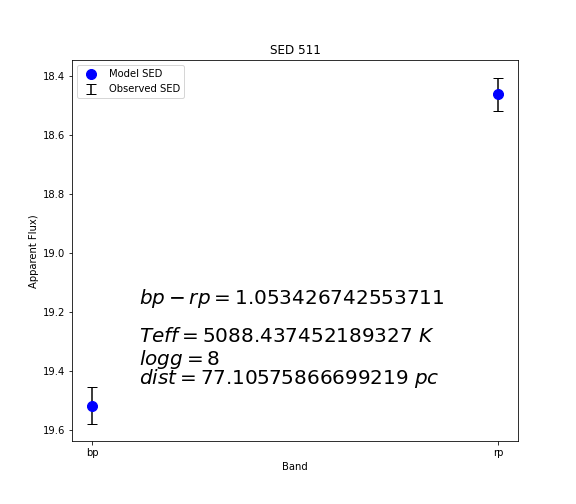 SED 511
Model SED
Observed SED
18.4
18.6
18.8
19.0
19.2
19.4
19.6
Apparent Flux)
bp − rp = 1.053426742553711
Teff = 5088.437452189327 K
logg = 8
dist = 77.10575866699219 pc
bp
rp
Band